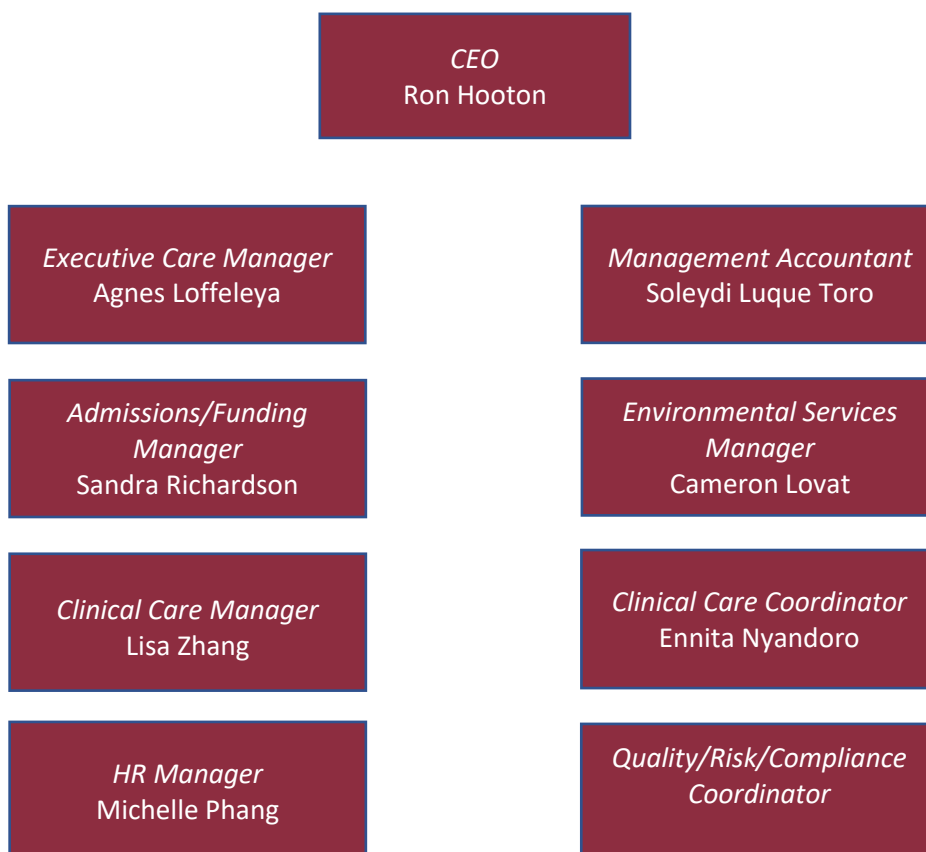 CEO
Ron Hooton
Executive Care Manager
Agnes Loffeleya
Management Accountant
Soleydi Luque Toro
Admissions/Funding
Manager
Sandra Richardson
Environmental Services
Manager
Cameron Lovat
Clinical Care Manager
Lisa Zhang
Clinical Care Coordinator
Ennita Nyandoro
HR Manager
Michelle Phang
Quality/Risk/Compliance
Coordinator